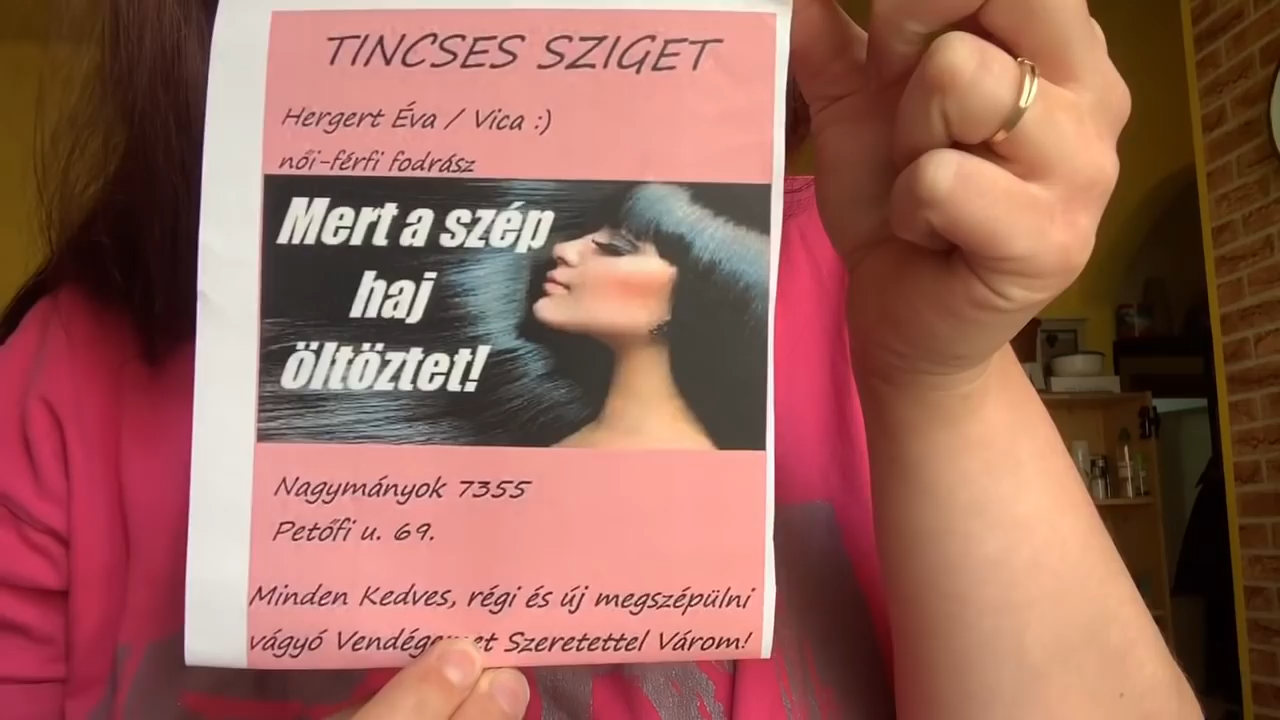 TINCSES SZIGET
Hergert Éva / Vica :)
női-férfi fodrász
Mert a szép
haj
öltöztet!
Nagymányok 7355
Petőfi u. 69.
Minden Kedves, régi és új megszépülni
vágyó Szeretettel Várom!